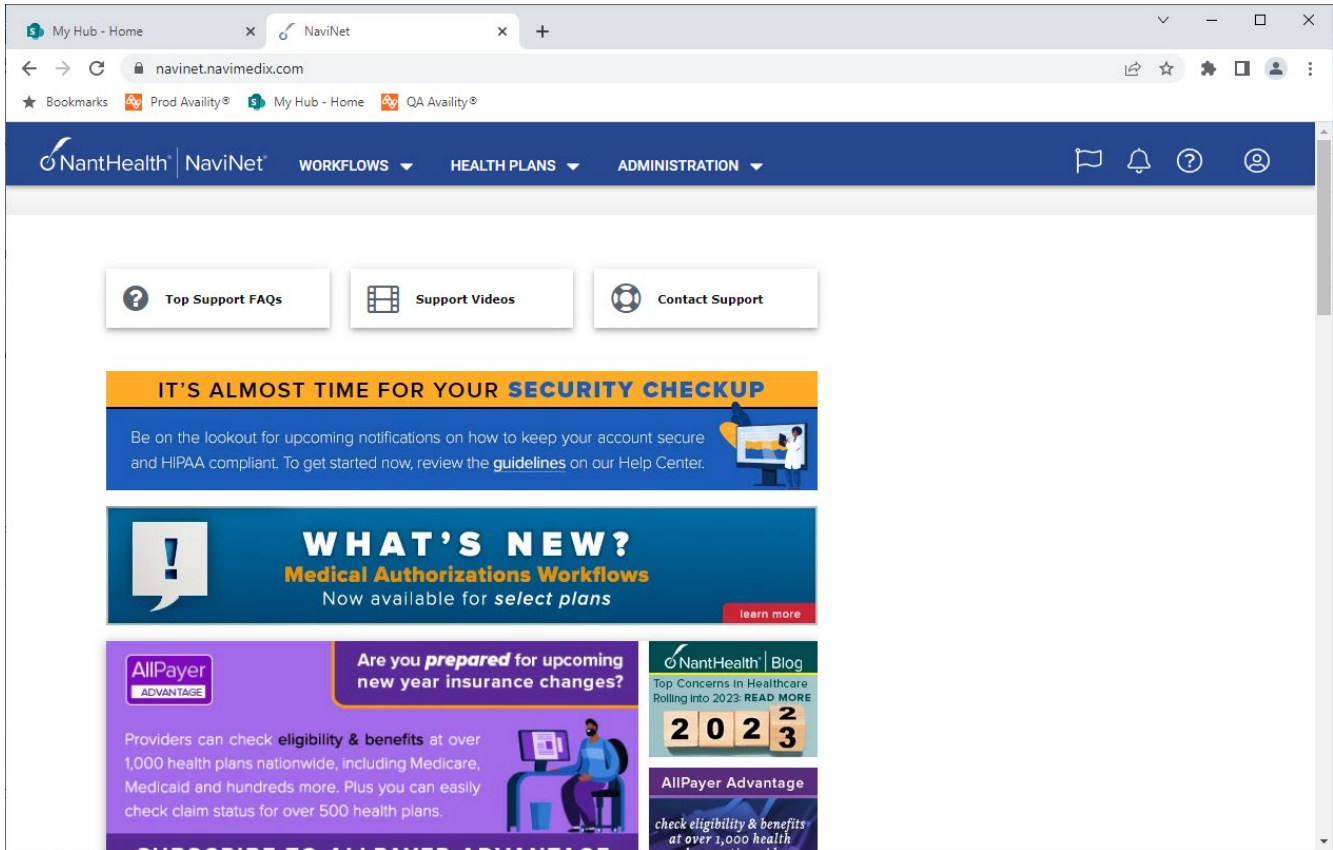 My Hub - Home
NaviNet
navinet.navimedix.com
Bookmarks Prod Availity® My Hub - Home QA Availity®
NantHealth® NaviNet® WORKFLOWS HEALTH PLANS ADMINISTRATION
Top Support FAQs
Support Videos
Contact Support
IT'S ALMOST TIME FOR YOUR SECURITY CHECKUP
Be on the lookout for upcoming notifications on how to keep your account secure
and HIPAA compliant. To get started now, review the guidelines on our Help Center.
!
WHAT'S NEW?
Medical Authorizations Workflows
Now available for select plans
learn more
AllPayer
ADVANTAGE
Are you prepared for upcoming
new year insurance changes?
Providers can check eligibility & benefits at over
1,000 health plans nationwide, including Medicare,
Medicaid and hundreds more. Plus you can easily
check claim status for over 500 health plans.
SUBSCRIBE TO ALLPAYER ADVANTAGE
NantHealth® Blog
Top Concerns in Healthcare
Rolling into 2023: READ MORE
2 0 2 2 3
AllPayer Advantage
check eligibility & benefits
at over 1,000 health